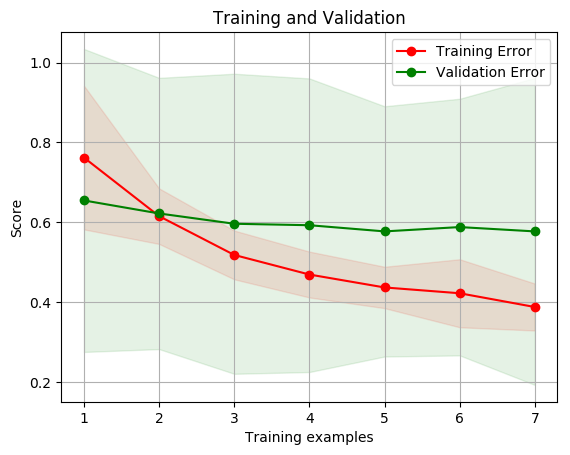 Training and Validation
Training Error
Validation Error
Score
1.0
0.8
0.6
0.4
0.2
1 2 3 4 5 6 7
Training examples